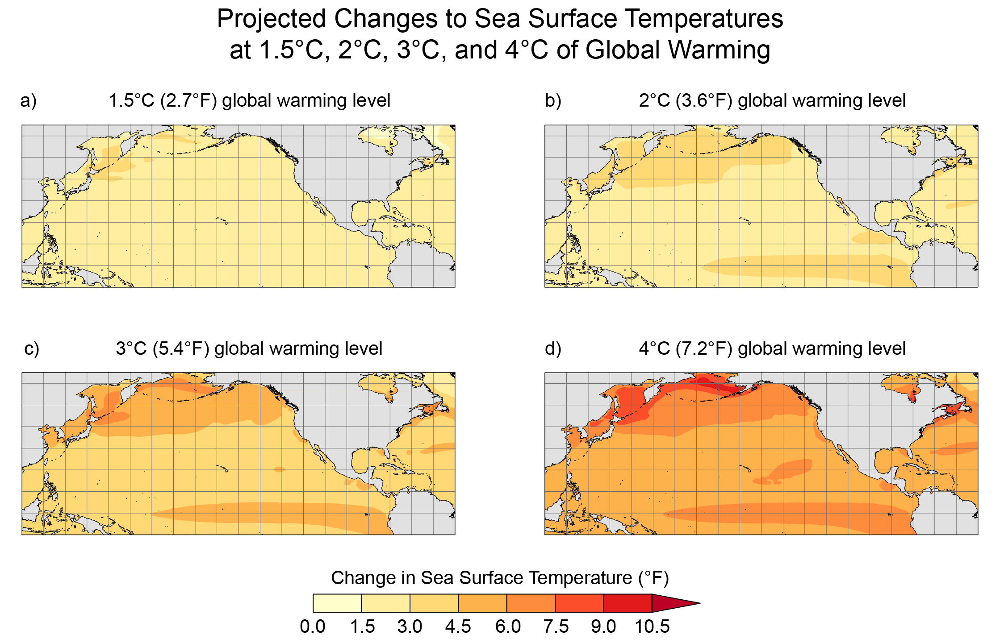 Projected Changes to Sea Surface Temperatures
at 1.5°C, 2°C, 3°C, and 4°C of Global Warming
a) 1.5°C (2.7°F) global warming level
b) 2°C (3.6°F) global warming level
c) 3°C (5.4°F) global warming level
d) 4°C (7.2°F) global warming level
Change in Sea Surface Temperature (°F)
0.0 1.5 3.0 4.5 6.0 7.5 9.0 10.5